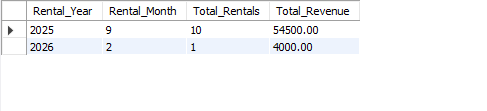 Rental_Year Rental_Month Total_Rentals Total_Revenue
2025 9 10 54500.00
2026 2 1 4000.00